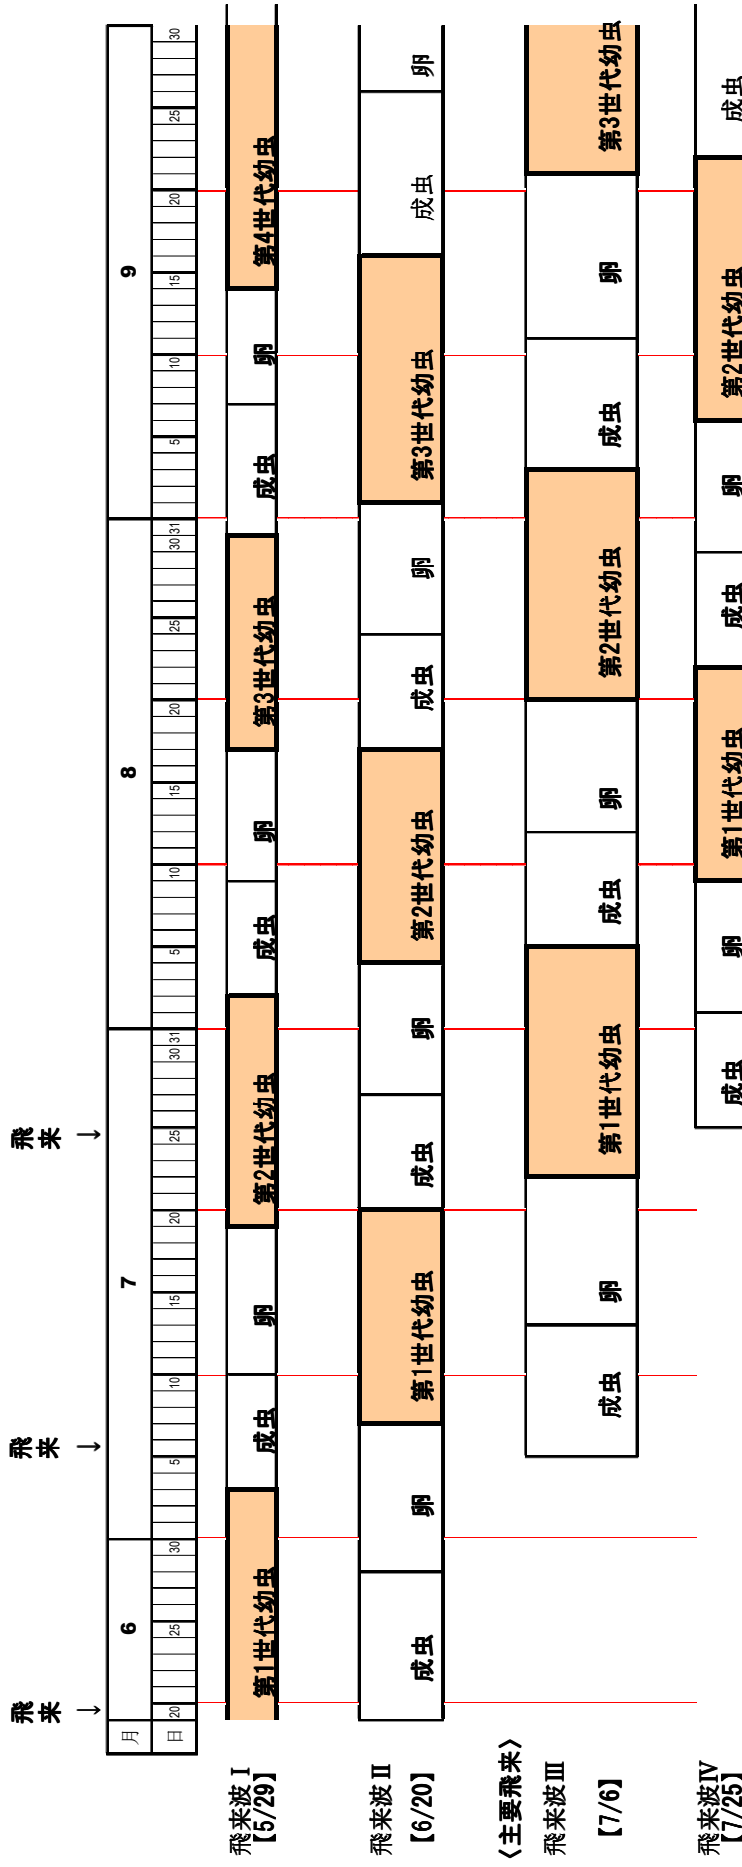 飛来
飛来
飛来
↓
↓
↓
月
6
7
8
9
日
20
25
30
5
10
15
20
25
30
31
5
10
15
20
25
30
31
5
10
15
20
25
30
飛来波Ⅰ
【5/29】
第1世代幼虫
成虫
卵
第2世代幼虫
成虫
卵
第3世代幼虫
成虫
卵
第4世代幼虫
飛来波Ⅱ
【6/20】
成虫
卵
第1世代幼虫
成虫
卵
第2世代幼虫
成虫
卵
第3世代幼虫
成虫
卵
<主要飛来>
飛来波Ⅲ
【7/6】
成虫
卵
第1世代幼虫
成虫
卵
第2世代幼虫
成虫
卵
第3世代幼虫
飛来波Ⅳ
【7/25】
成虫
卵
第1世代幼虫
成虫
卵
第2世代幼虫
成虫